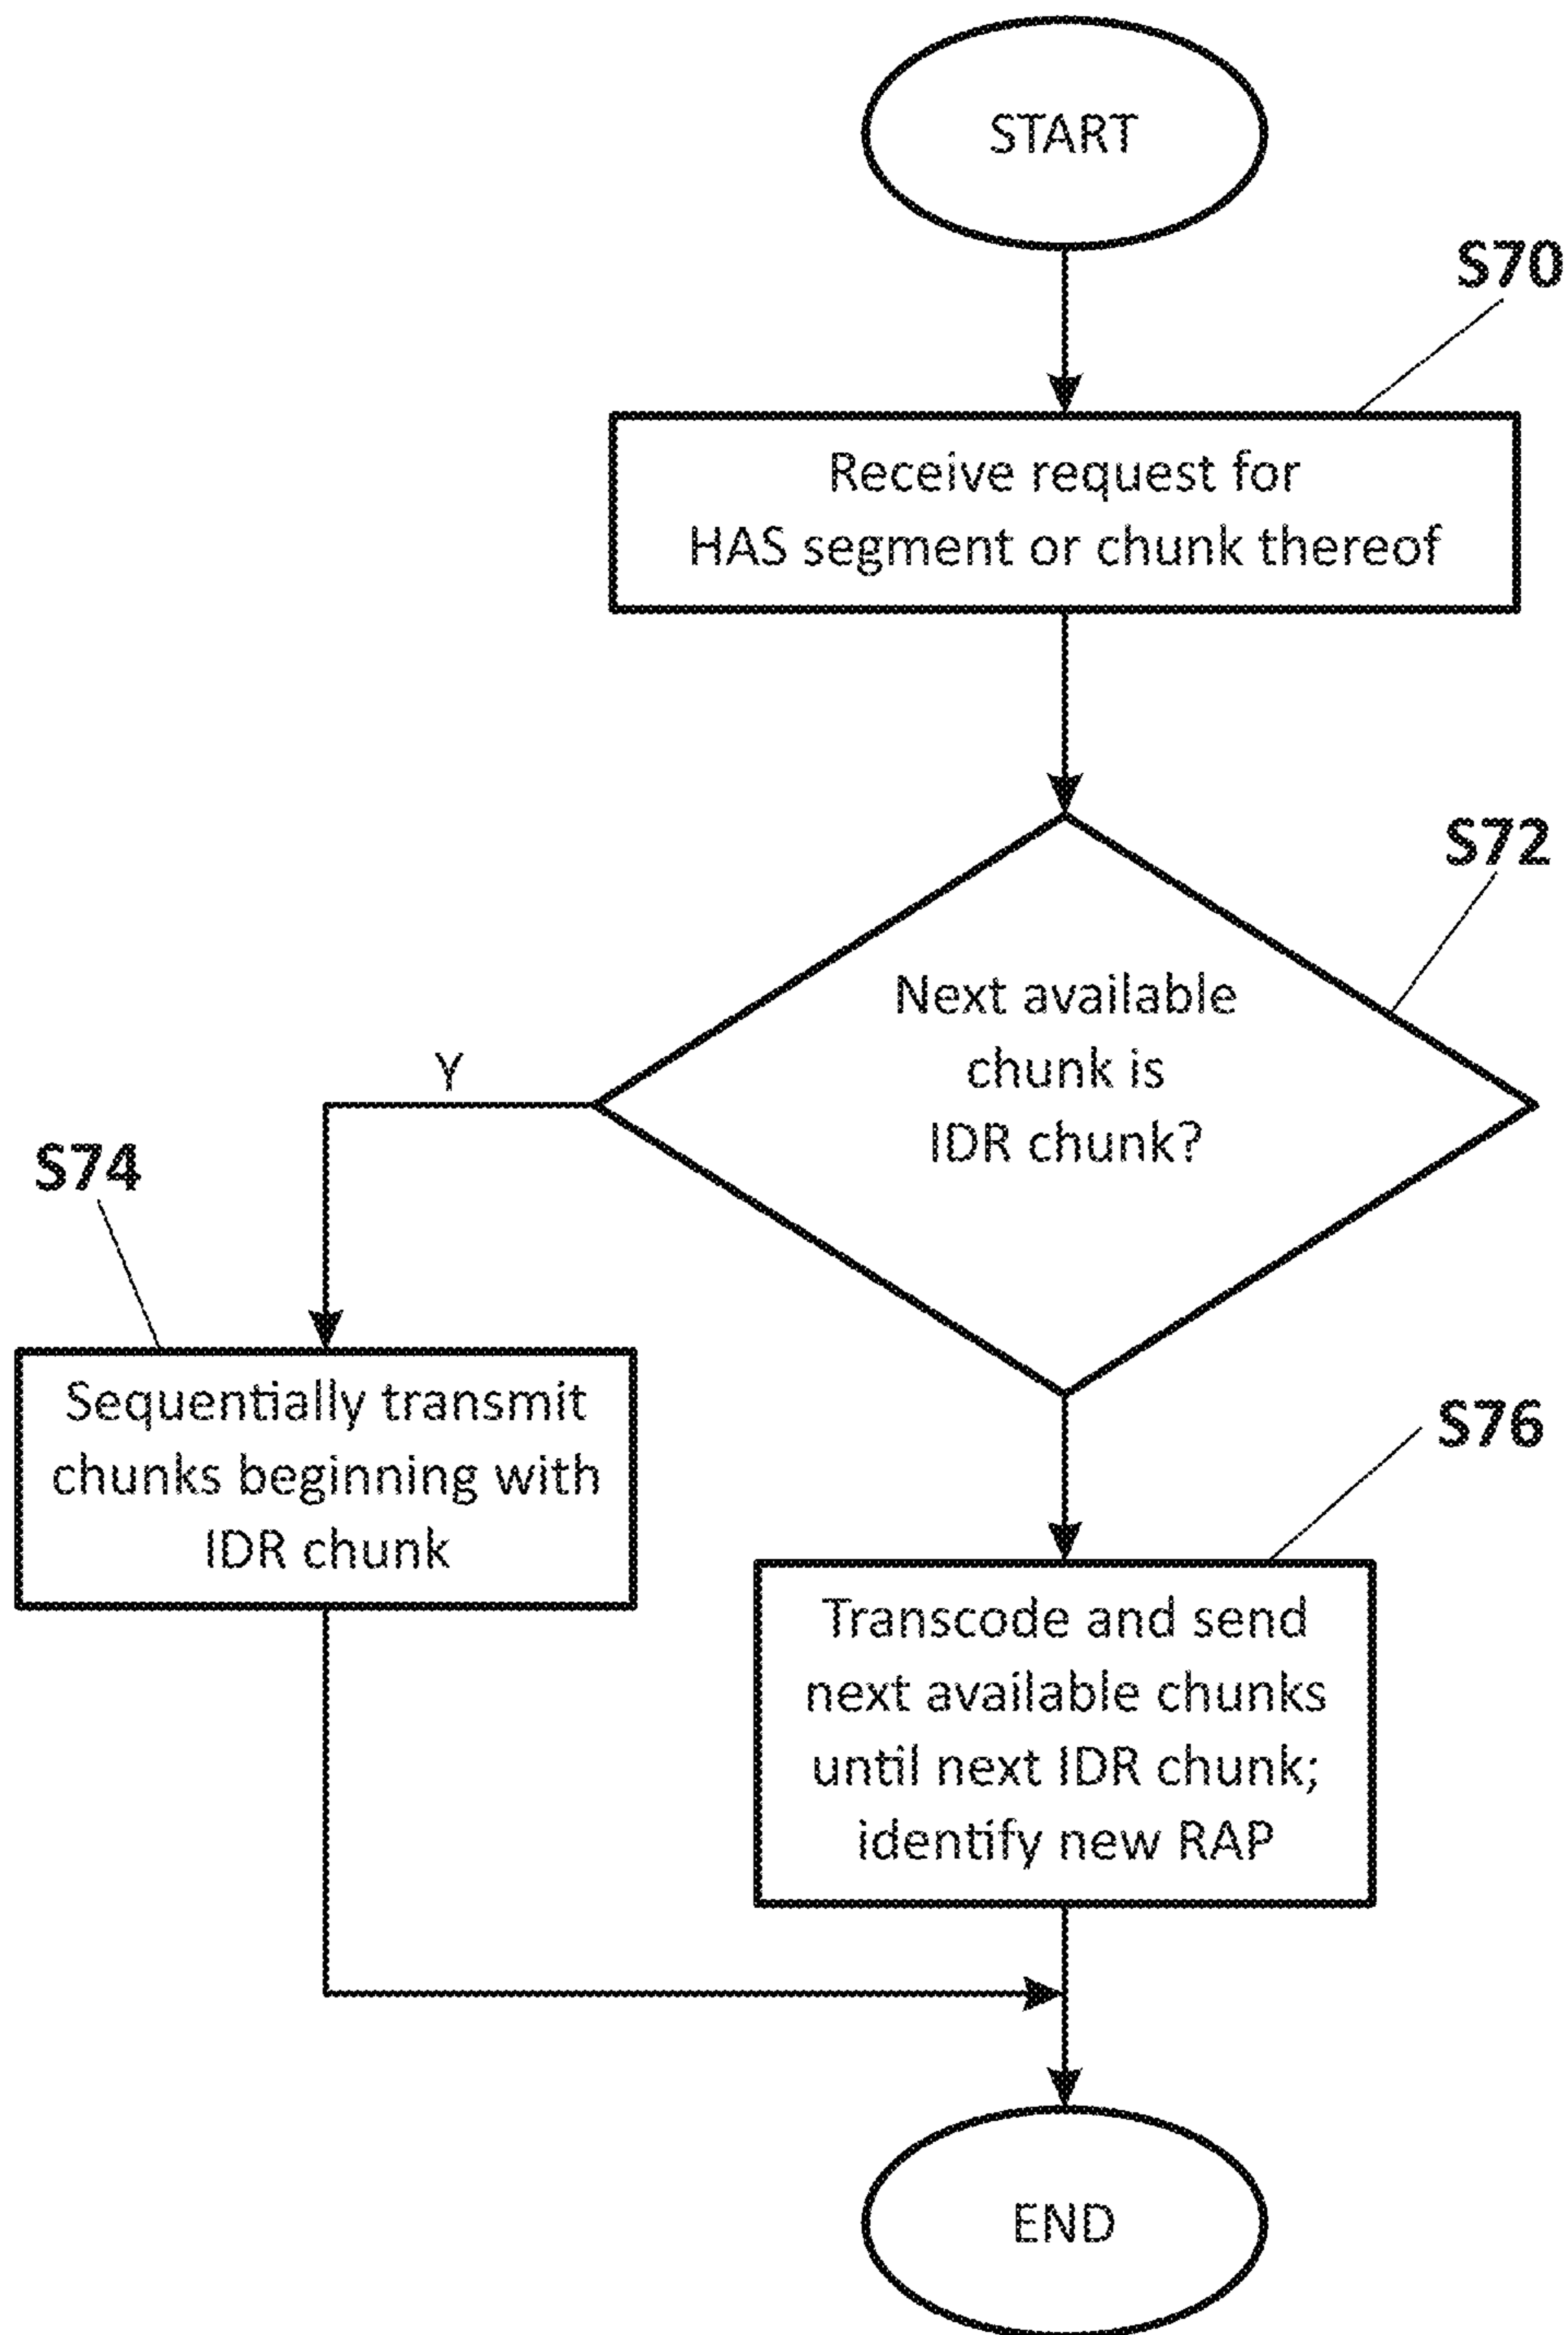 START
S70
Receive request for
HAS segment or chunk thereof
S72
Next available
chunk is
IDR chunk?
Y
S74
Sequentially transmit
chunks beginning with
IDR chunk
S76
Transcode and send
next available chunks
until next IDR chunk;
identify new RAP
END